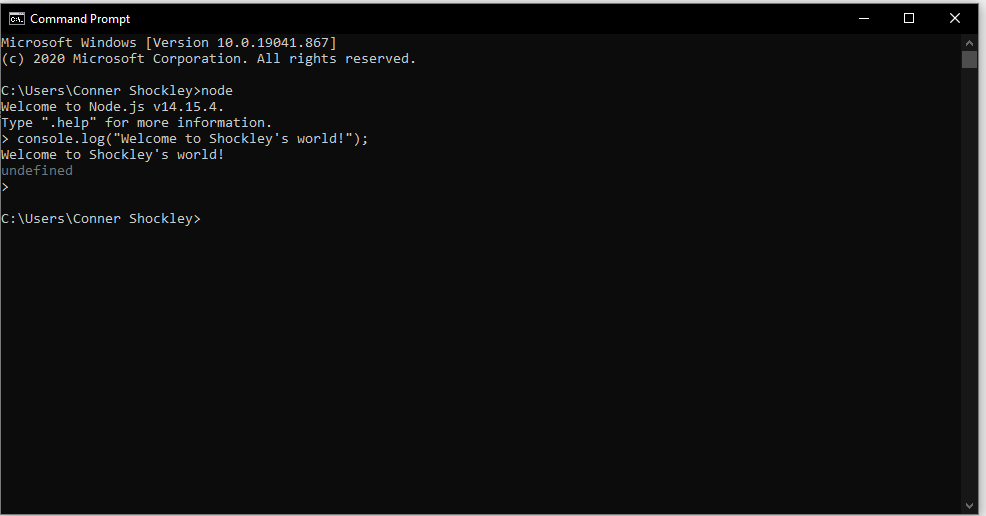 Command Prompt
Microsoft Windows [Version 10.0.19041.867]
(c) 2020 Microsoft Corporation. All rights reserved.
C:\Users\Conner Shockley>node
Welcome to Node.js v14.15.4.
Type ".help" for more information.
> console.log("Welcome to Shockley's world!");
Welcome to Shockley's world!
undefined
>
C:\Users\Conner Shockley>